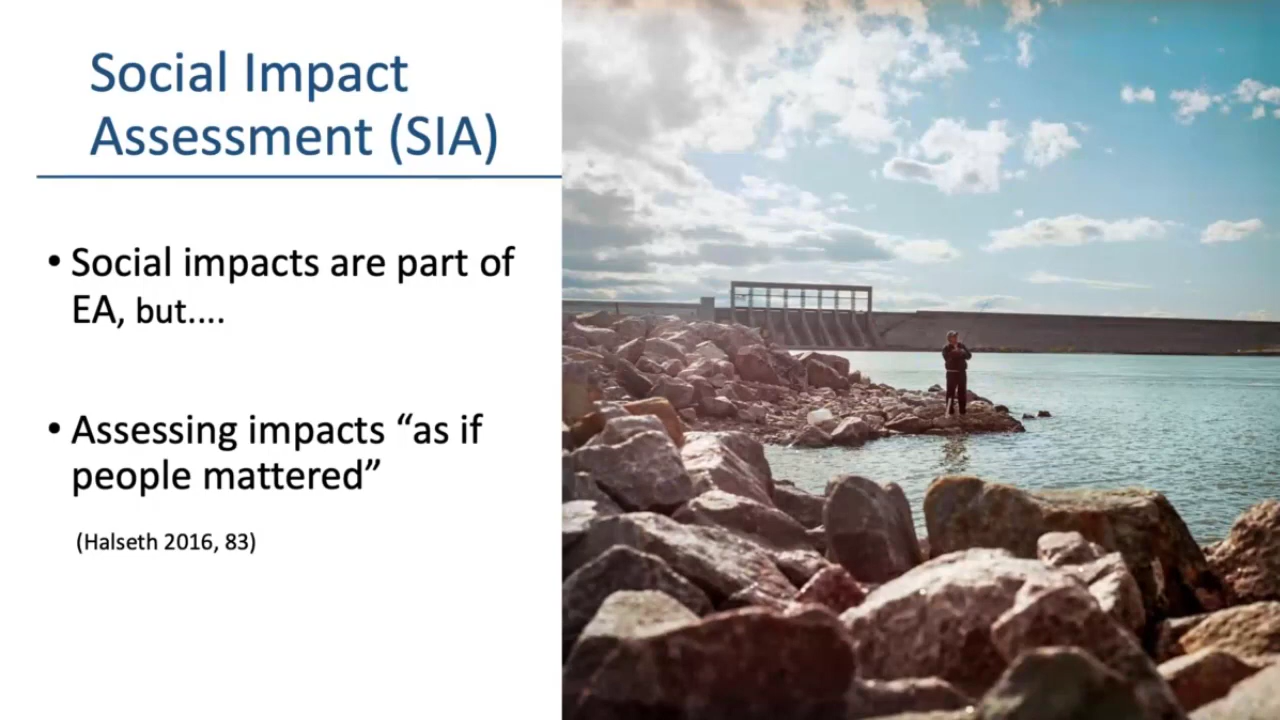 Social Impact
Assessment (SIA)
• Social impacts are part of
EA, but....
• Assessing impacts “as if
people mattered”
(Halseth 2016, 83)